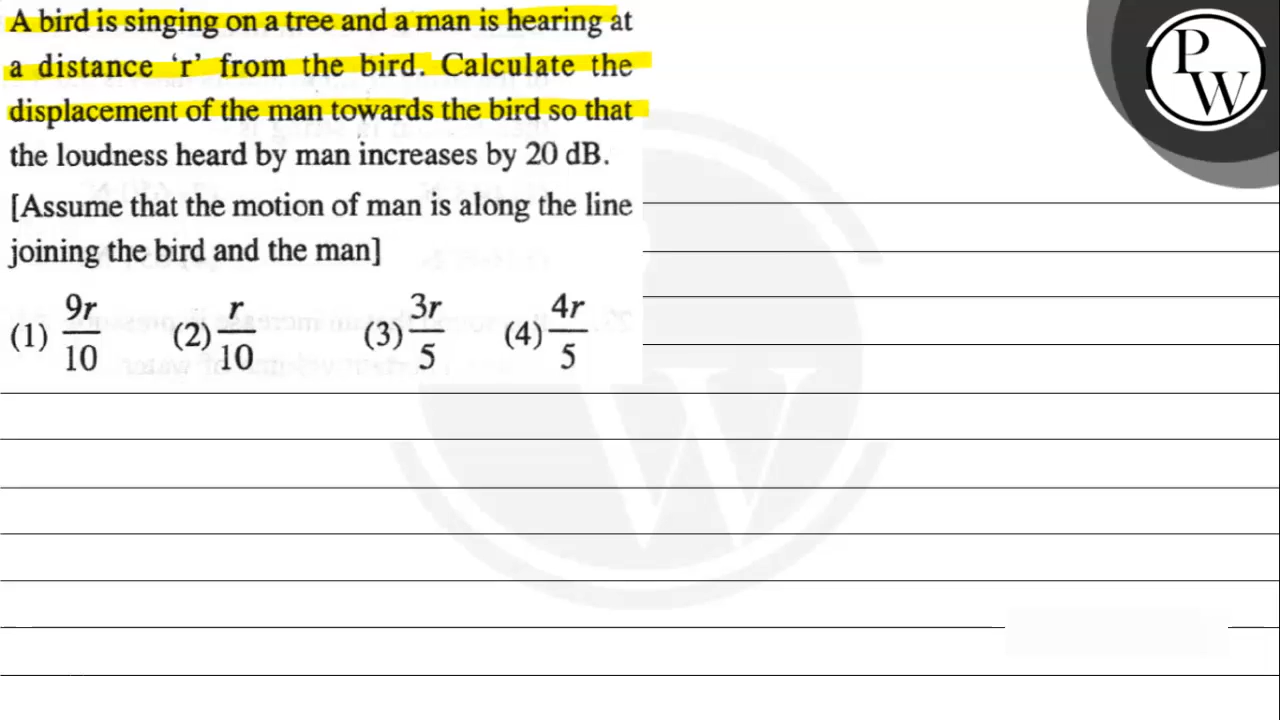 A bird is singing on a tree and a man is hearing at
a distance ‘r’ from the bird. Calculate the
displacement of the man towards the bird so that
the loudness heard by man increases by 20 dB.
[Assume that the motion of man is along the line
joining the bird and the man]
(1) 9r/10 (2) r/10 (3) 3r/5 (4) 4r/5
P
W